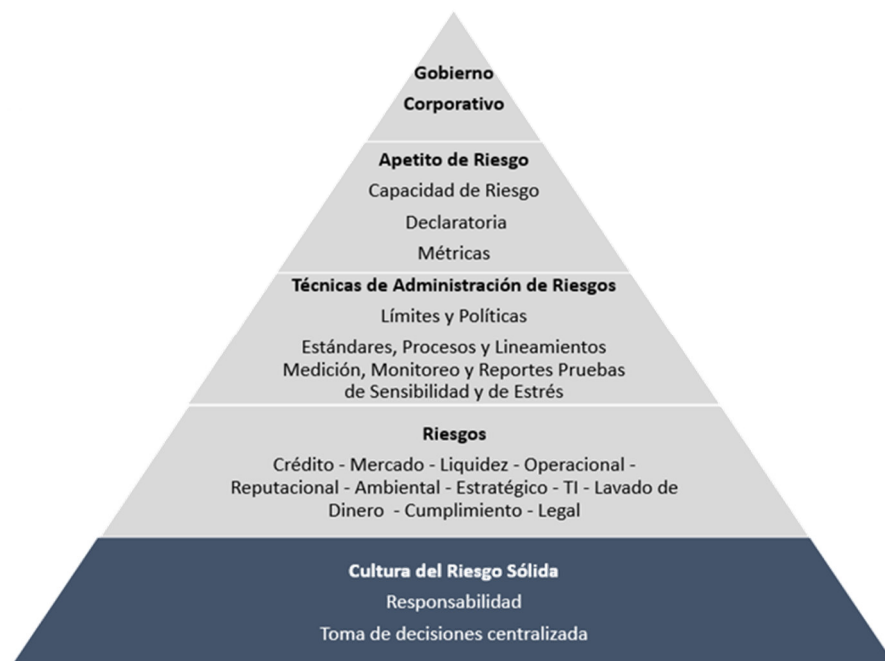 Gobierno
Corporativo
Apetito de Riesgo
Capacidad de Riesgo
Declaratoria
Métricas
Técnicas de Administración de Riesgos
Límites y Políticas
Estándares, Procesos y Lineamientos
Medición, Monitoreo y Reportes Pruebas
de Sensibilidad y de Estrés
Riesgos
Crédito - Mercado - Liquidez - Operacional -
Reputacional - Ambiental - Estratégico - TI - Lavado de
Dinero  - Cumplimiento - Legal
Cultura del Riesgo Sólida
Responsabilidad
Toma de decisiones centralizada